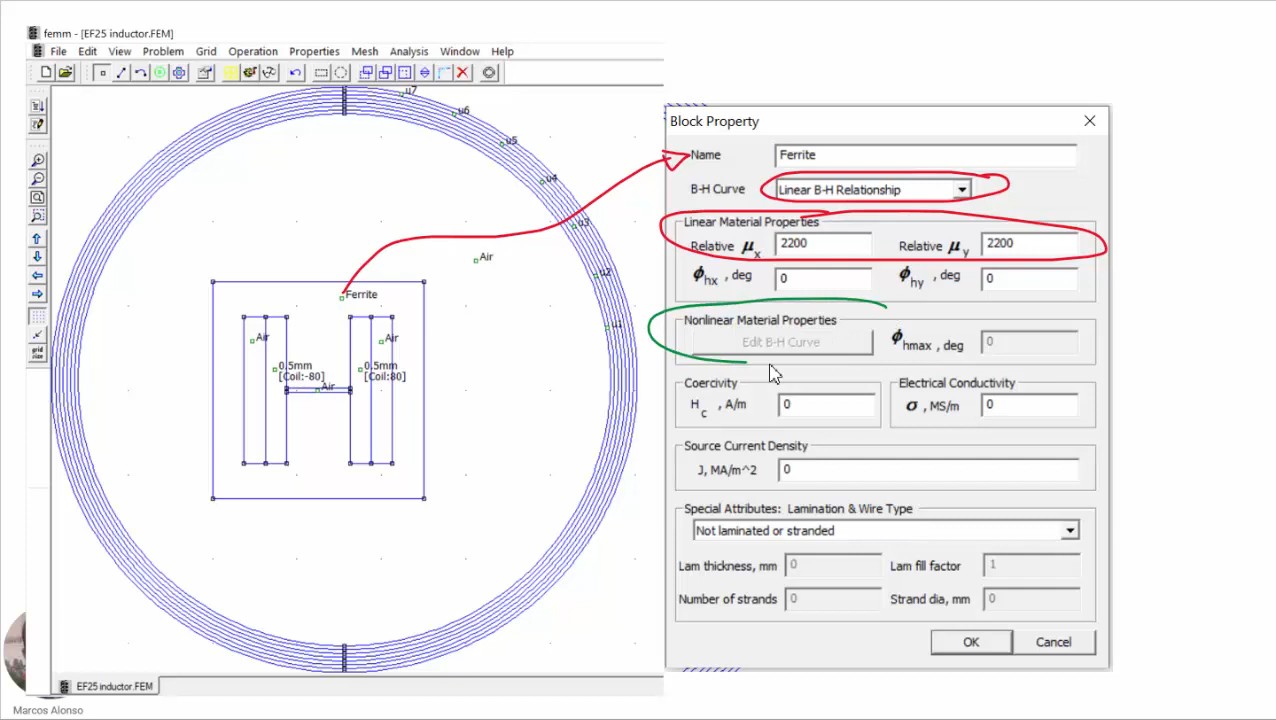 femm - [EF25 inductor.FEM]
File Edit View Problem Grid Operation Properties Mesh Analysis Window Help
u7
u6
u5
u4
u3
Air
u2
Ferrite
u1
Air
Air
0.5mm
[Coil:-80]
0.5mm
[Coil:80]
Air
grid
size
EF25 inductor.FEM
Marcos Alonso
Block Property
Name Ferrite
B-H Curve Linear B-H Relationship
Linear Material Properties
Relative μx 2200 Relative μy 2200
ϕhx, deg 0 ϕhy, deg 0
Nonlinear Material Properties
Edit B-H Curve ϕhmax, deg 0
Coercivity Electrical Conductivity
Hc, A/m 0 σ, MS/m 0
Source Current Density
J, MA/m^2 0
Special Attributes: Lamination & Wire Type
Not laminated or stranded
Lam thickness, mm 0 Lam fill factor 1
Number of strands 0 Strand dia, mm 0
OK Cancel